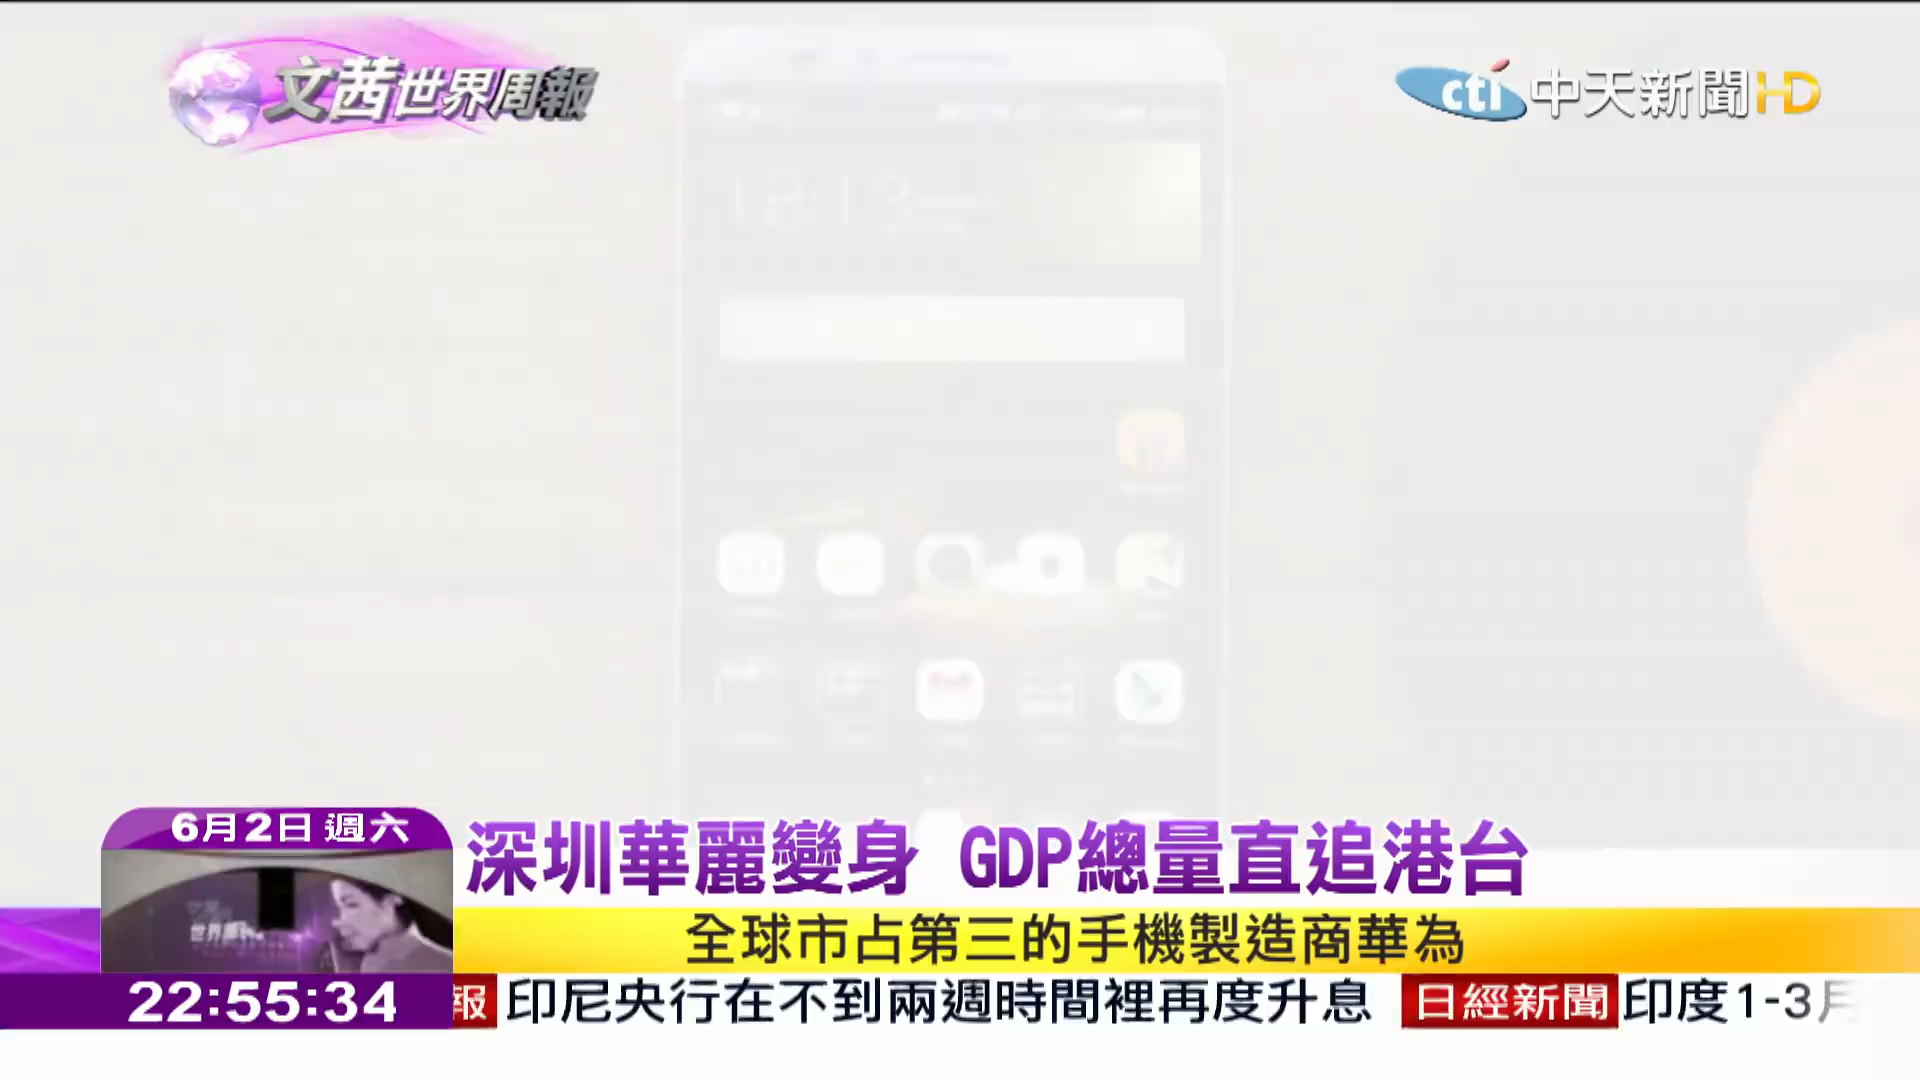 文茜世界周報
cti 中天新聞HD
6月2日 週六
深圳華麗變身 GDP總量直追港台
全球市占第三的手機製造商華為
22:55:34
報 印尼央行在不到兩週時間裡再度升息 日經新聞 印度1-3月